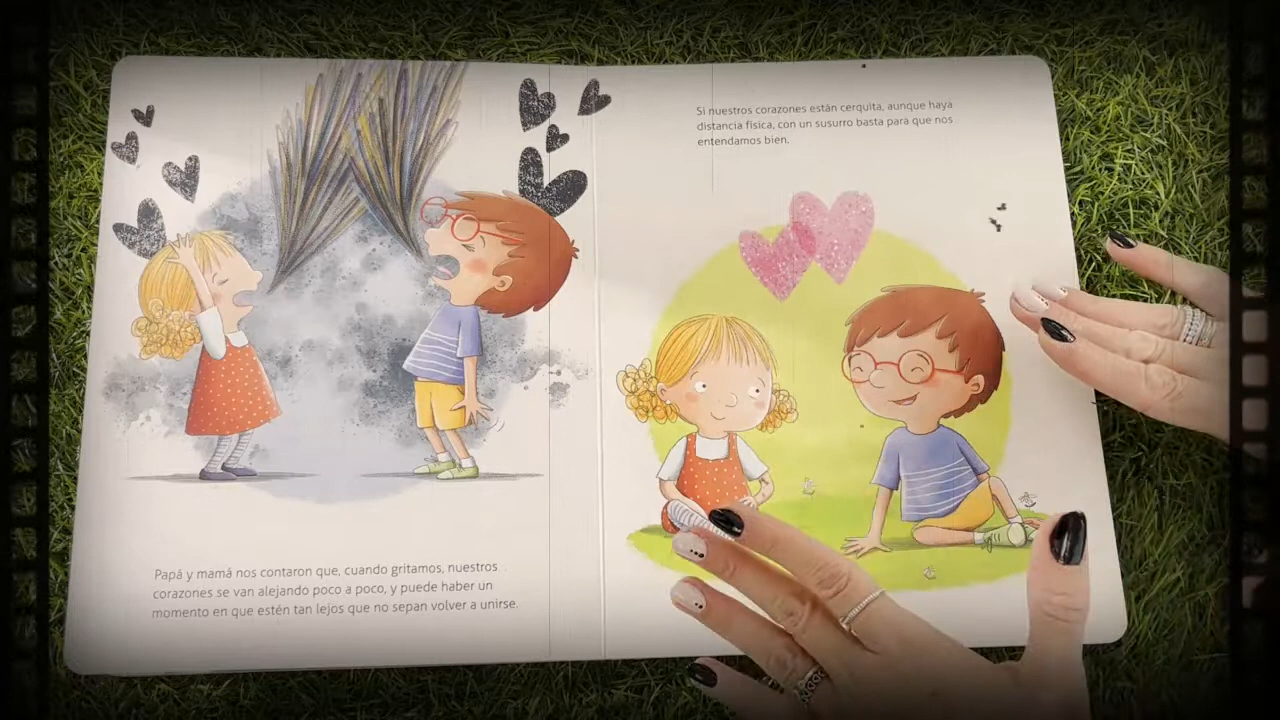 Papá y mamá nos contaron que, cuando gritamos, nuestros
corazones se van alejando poco a poco, y puede haber un
momento en que estén tan lejos que no sepan volver a unirse.
Si nuestros corazones están cerquita, aunque haya
distancia física, con un susurro basta para que nos
entendamos bien.